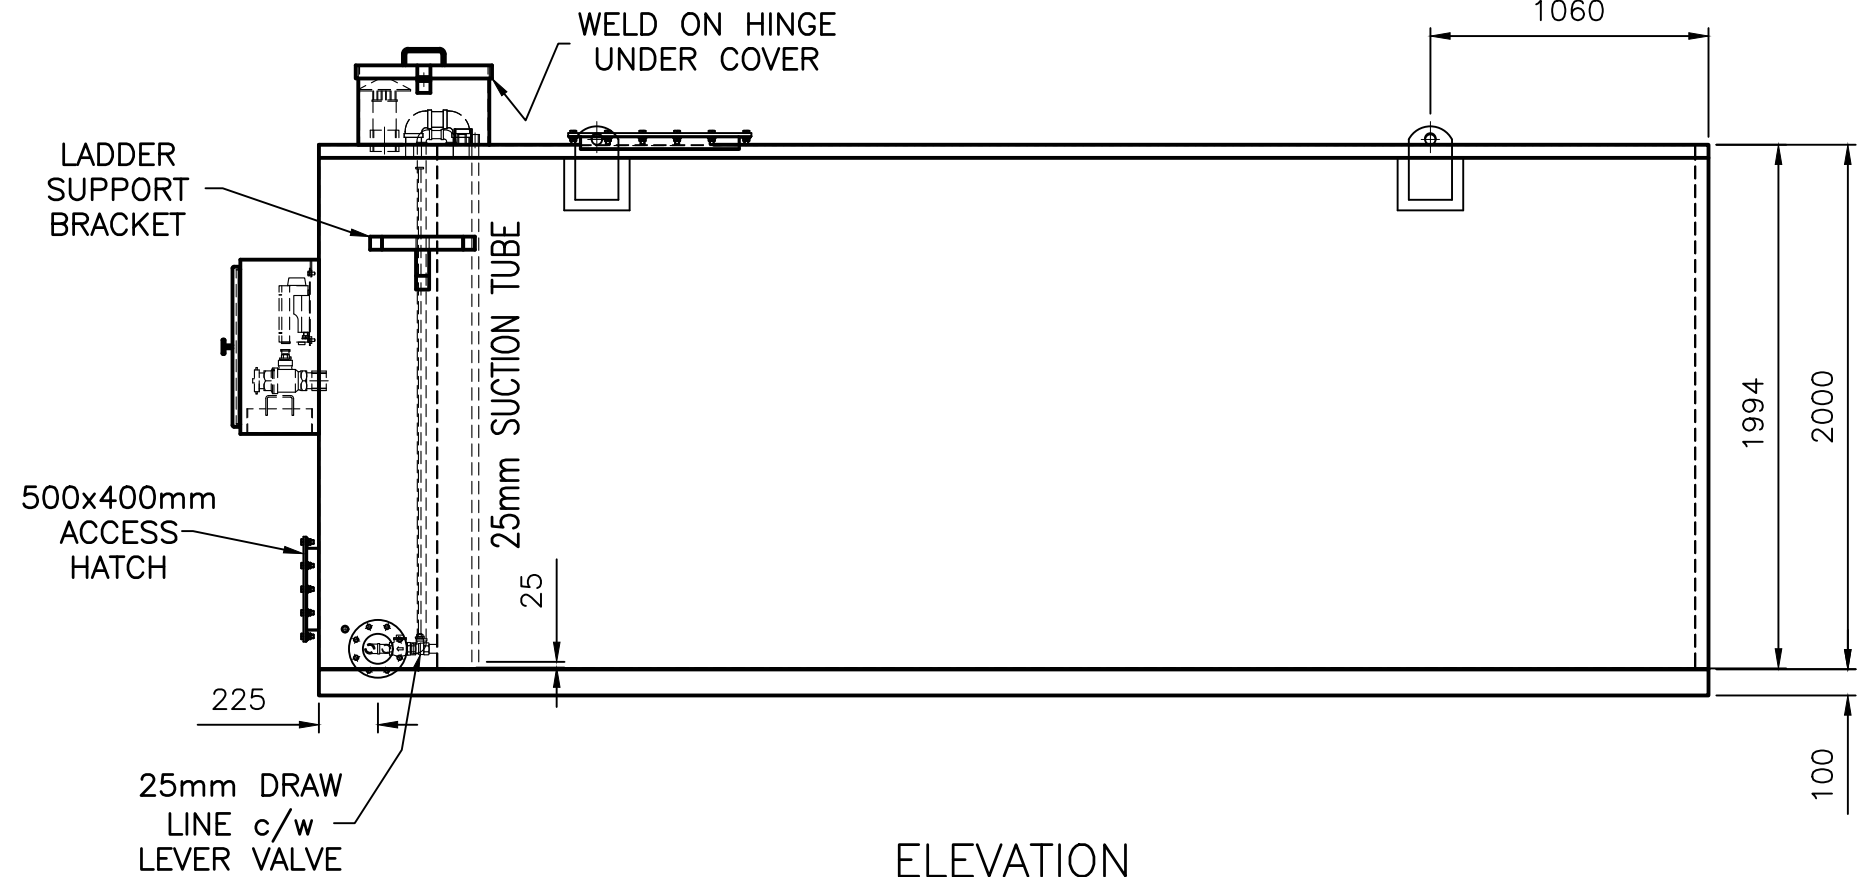 WELD ON HINGE
UNDER COVER
1060
LADDER
SUPPORT
BRACKET
25mm SUCTION TUBE
1994
2000
500x400mm
ACCESS
HATCH
25
225
100
25mm DRAW
LINE c/w
LEVER VALVE
ELEVATION